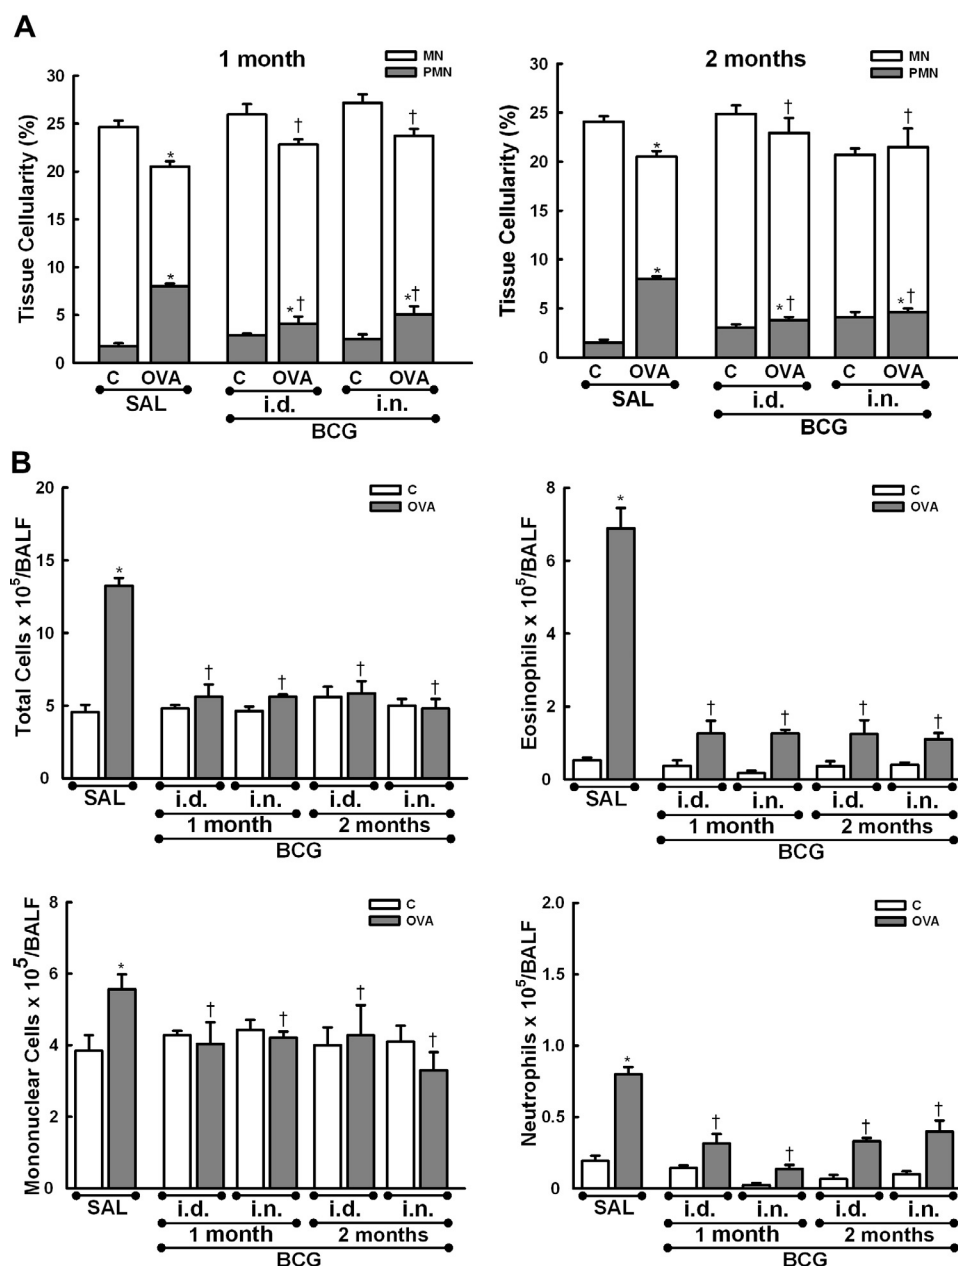 A
1 month
MN
PMN
Tissue Cellularity (%)
30
25
20
15
10
5
0
*
*
†
*†
†
*†
C OVA C OVA C OVA
SAL i.d. i.n.
BCG
2 months
MN
PMN
Tissue Cellularity (%)
30
25
20
15
10
5
0
*
*
†
*†
†
*†
C OVA C OVA C OVA
SAL i.d. i.n.
BCG
B
C
OVA
Total Cells x 10⁵/BALF
20
15
10
5
0
*
† † † †
SAL i.d. i.n. i.d. i.n.
1 month 2 months
BCG
C
OVA
Eosinophils x 10⁵/BALF
8
6
4
2
0
*
† † † †
SAL i.d. i.n. i.d. i.n.
1 month 2 months
BCG
C
OVA
Mononuclear Cells x 10⁵/BALF
8
6
4
2
0
*
† † † †
SAL i.d. i.n. i.d. i.n.
1 month 2 months
BCG
C
OVA
Neutrophils x 10⁵/BALF
2.0
1.5
1.0
0.5
0
*
† † † †
SAL i.d. i.n. i.d. i.n.
1 month 2 months
BCG